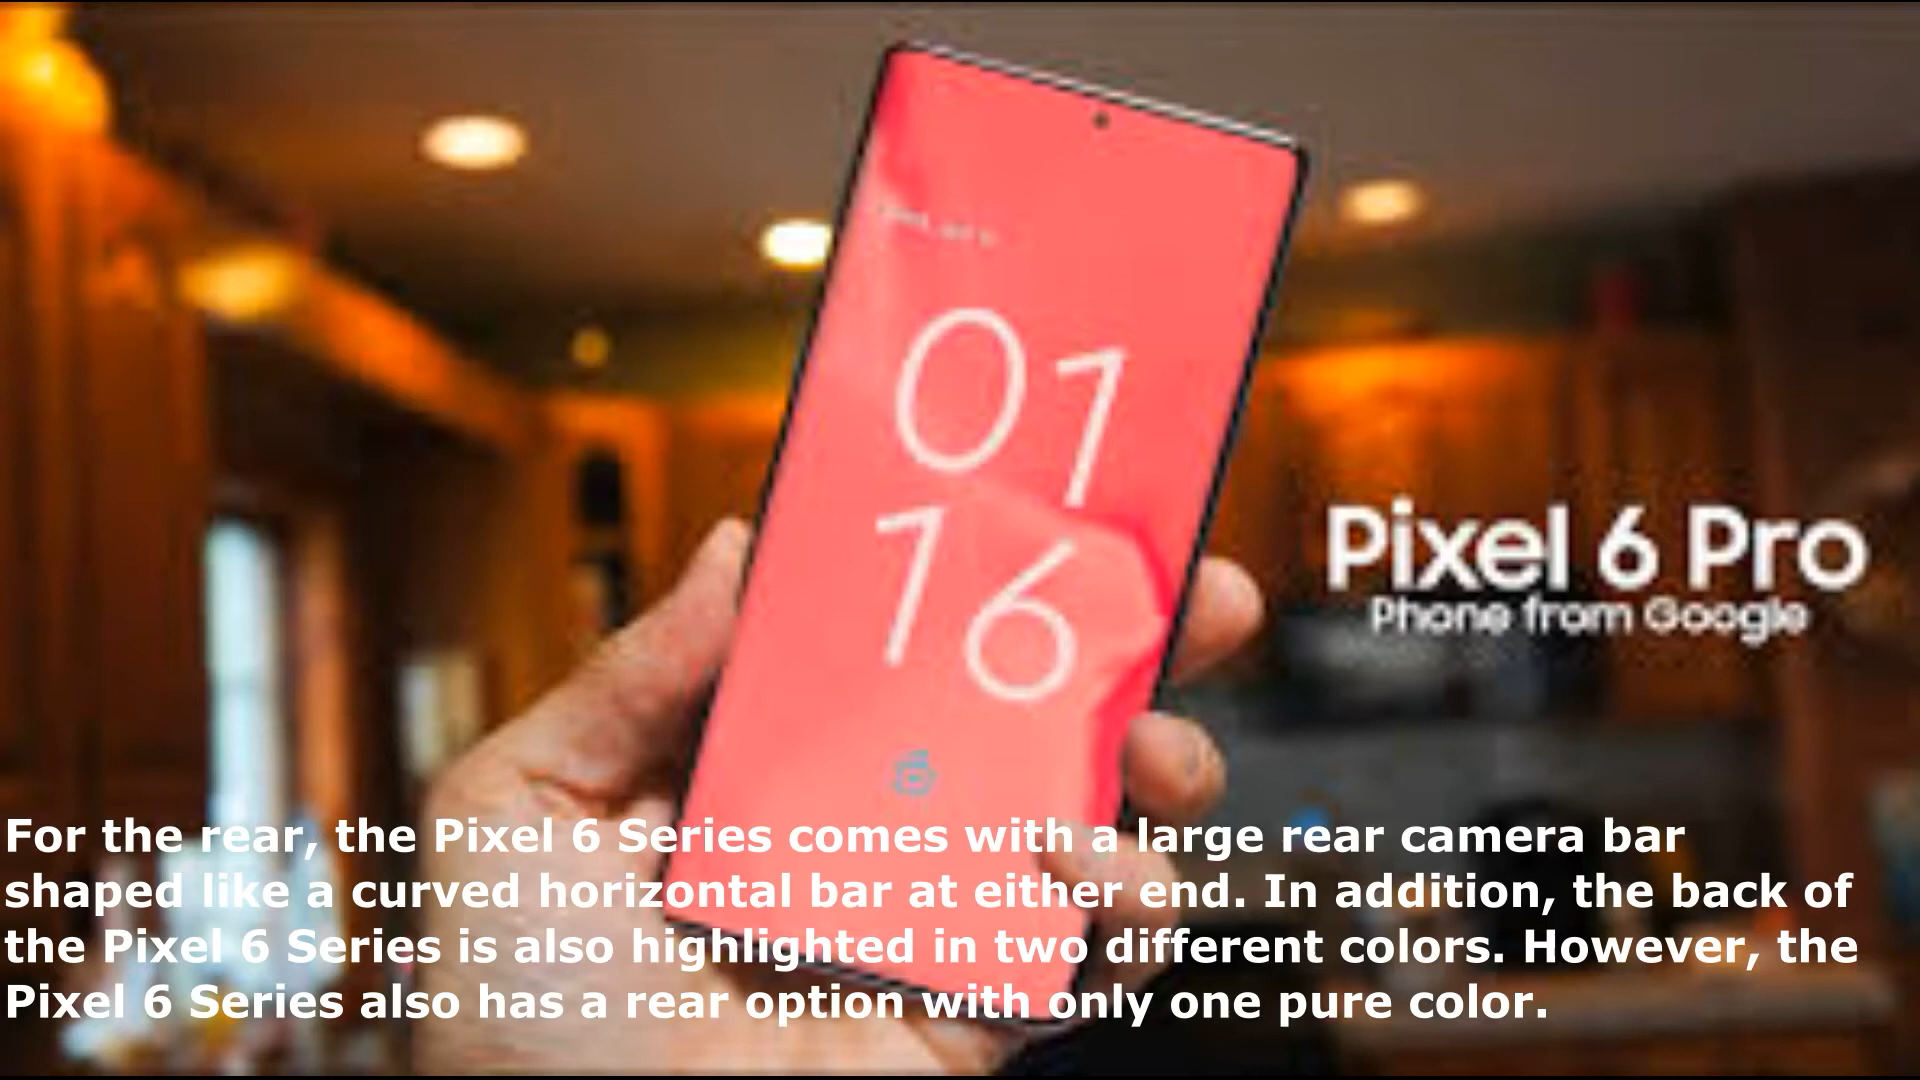 01
16
Pixel 6 Pro
Phone from Google
For the rear, the Pixel 6 Series comes with a large rear camera bar
shaped like a curved horizontal bar at either end. In addition, the back of
the Pixel 6 Series is also highlighted in two different colors. However, the
Pixel 6 Series also has a rear option with only one pure color.